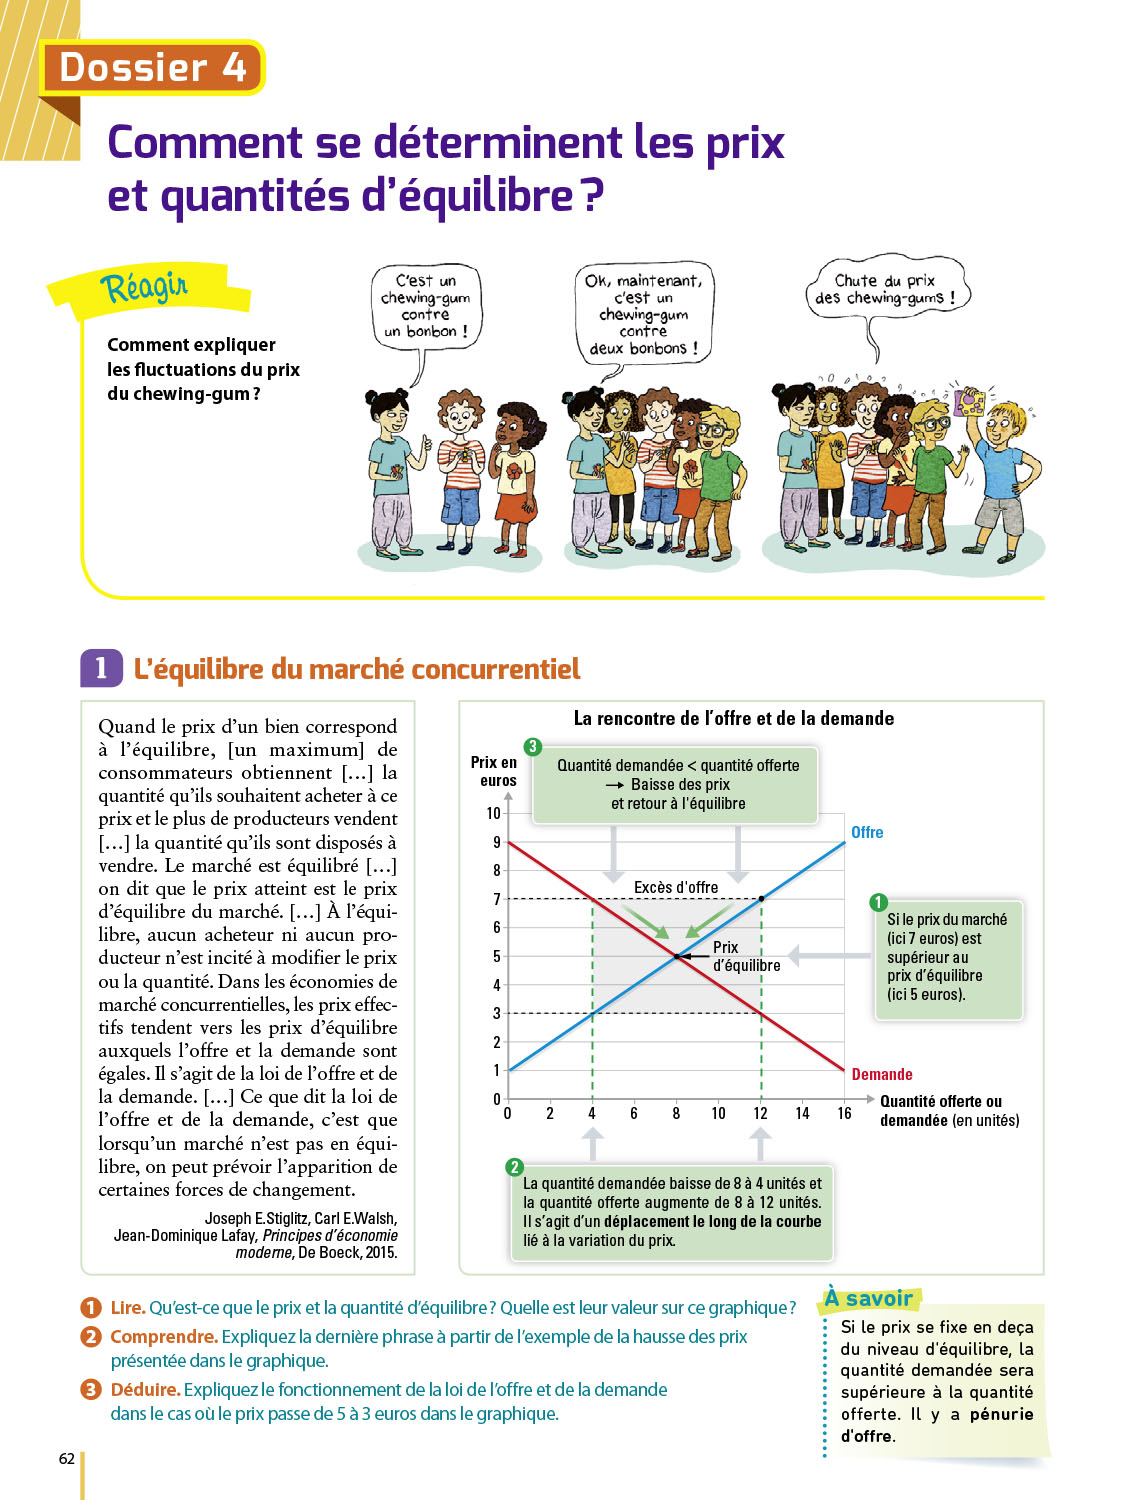 Dossier 4
Comment se déterminent les prix
et quantités d'équilibre ?
Réagir
Comment expliquer
les fluctuations du prix
du chewing-gum ?
C'est un
chewing-gum
contre
un bonbon !
Ok, maintenant,
c'est un
chewing-gum
contre
deux bonbons !
Chute du prix
des chewing-gums !
1 L'équilibre du marché concurrentiel
Quand le prix d'un bien correspond
à l'équilibre, [un maximum] de
consommateurs obtiennent […] la
quantité qu'ils souhaitent acheter à ce
prix et le plus de producteurs vendent
[…] la quantité qu'ils sont disposés à
vendre. Le marché est équilibré […]
on dit que le prix atteint est le prix
d'équilibre du marché. […] À l'équi-
libre, aucun acheteur ni aucun pro-
ducteur n'est incité à modifier le prix
ou la quantité. Dans les économies de
marché concurrentielles, les prix effec-
tifs tendent vers les prix d'équilibre
auxquels l'offre et la demande sont
égales. Il s'agit de la loi de l'offre et de
la demande. […] Ce que dit la loi de
l'offre et de la demande, c'est que
lorsqu'un marché n'est pas en équi-
libre, on peut prévoir l'apparition de
certaines forces de changement.
Joseph E.Stiglitz, Carl E.Walsh,
Jean-Dominique Lafay, Principes d'économie
moderne, De Boeck, 2015.
La rencontre de l'offre et de la demande
Prix en
euros
3
Quantité demandée < quantité offerte
→ Baisse des prix
et retour à l'équilibre
10
9
8
7
6
5
4
3
2
1
0
Offre
Excès d'offre
Prix
d'équilibre
1
Si le prix du marché
(ici 7 euros) est
supérieur au
prix d'équilibre
(ici 5 euros).
Demande
0 2 4 6 8 10 12 14 16
Quantité offerte ou
demandée (en unités)
2
La quantité demandée baisse de 8 à 4 unités et
la quantité offerte augmente de 8 à 12 unités.
Il s'agit d'un déplacement le long de la courbe
lié à la variation du prix.
1 Lire. Qu'est-ce que le prix et la quantité d'équilibre ? Quelle est leur valeur sur ce graphique ?
2 Comprendre. Expliquez la dernière phrase à partir de l'exemple de la hausse des prix
présentée dans le graphique.
3 Déduire. Expliquez le fonctionnement de la loi de l'offre et de la demande
dans le cas où le prix passe de 5 à 3 euros dans le graphique.
À savoir
Si le prix se fixe en deça
du niveau d'équilibre, la
quantité demandée sera
supérieure à la quantité
offerte. Il y a pénurie
d'offre.
62